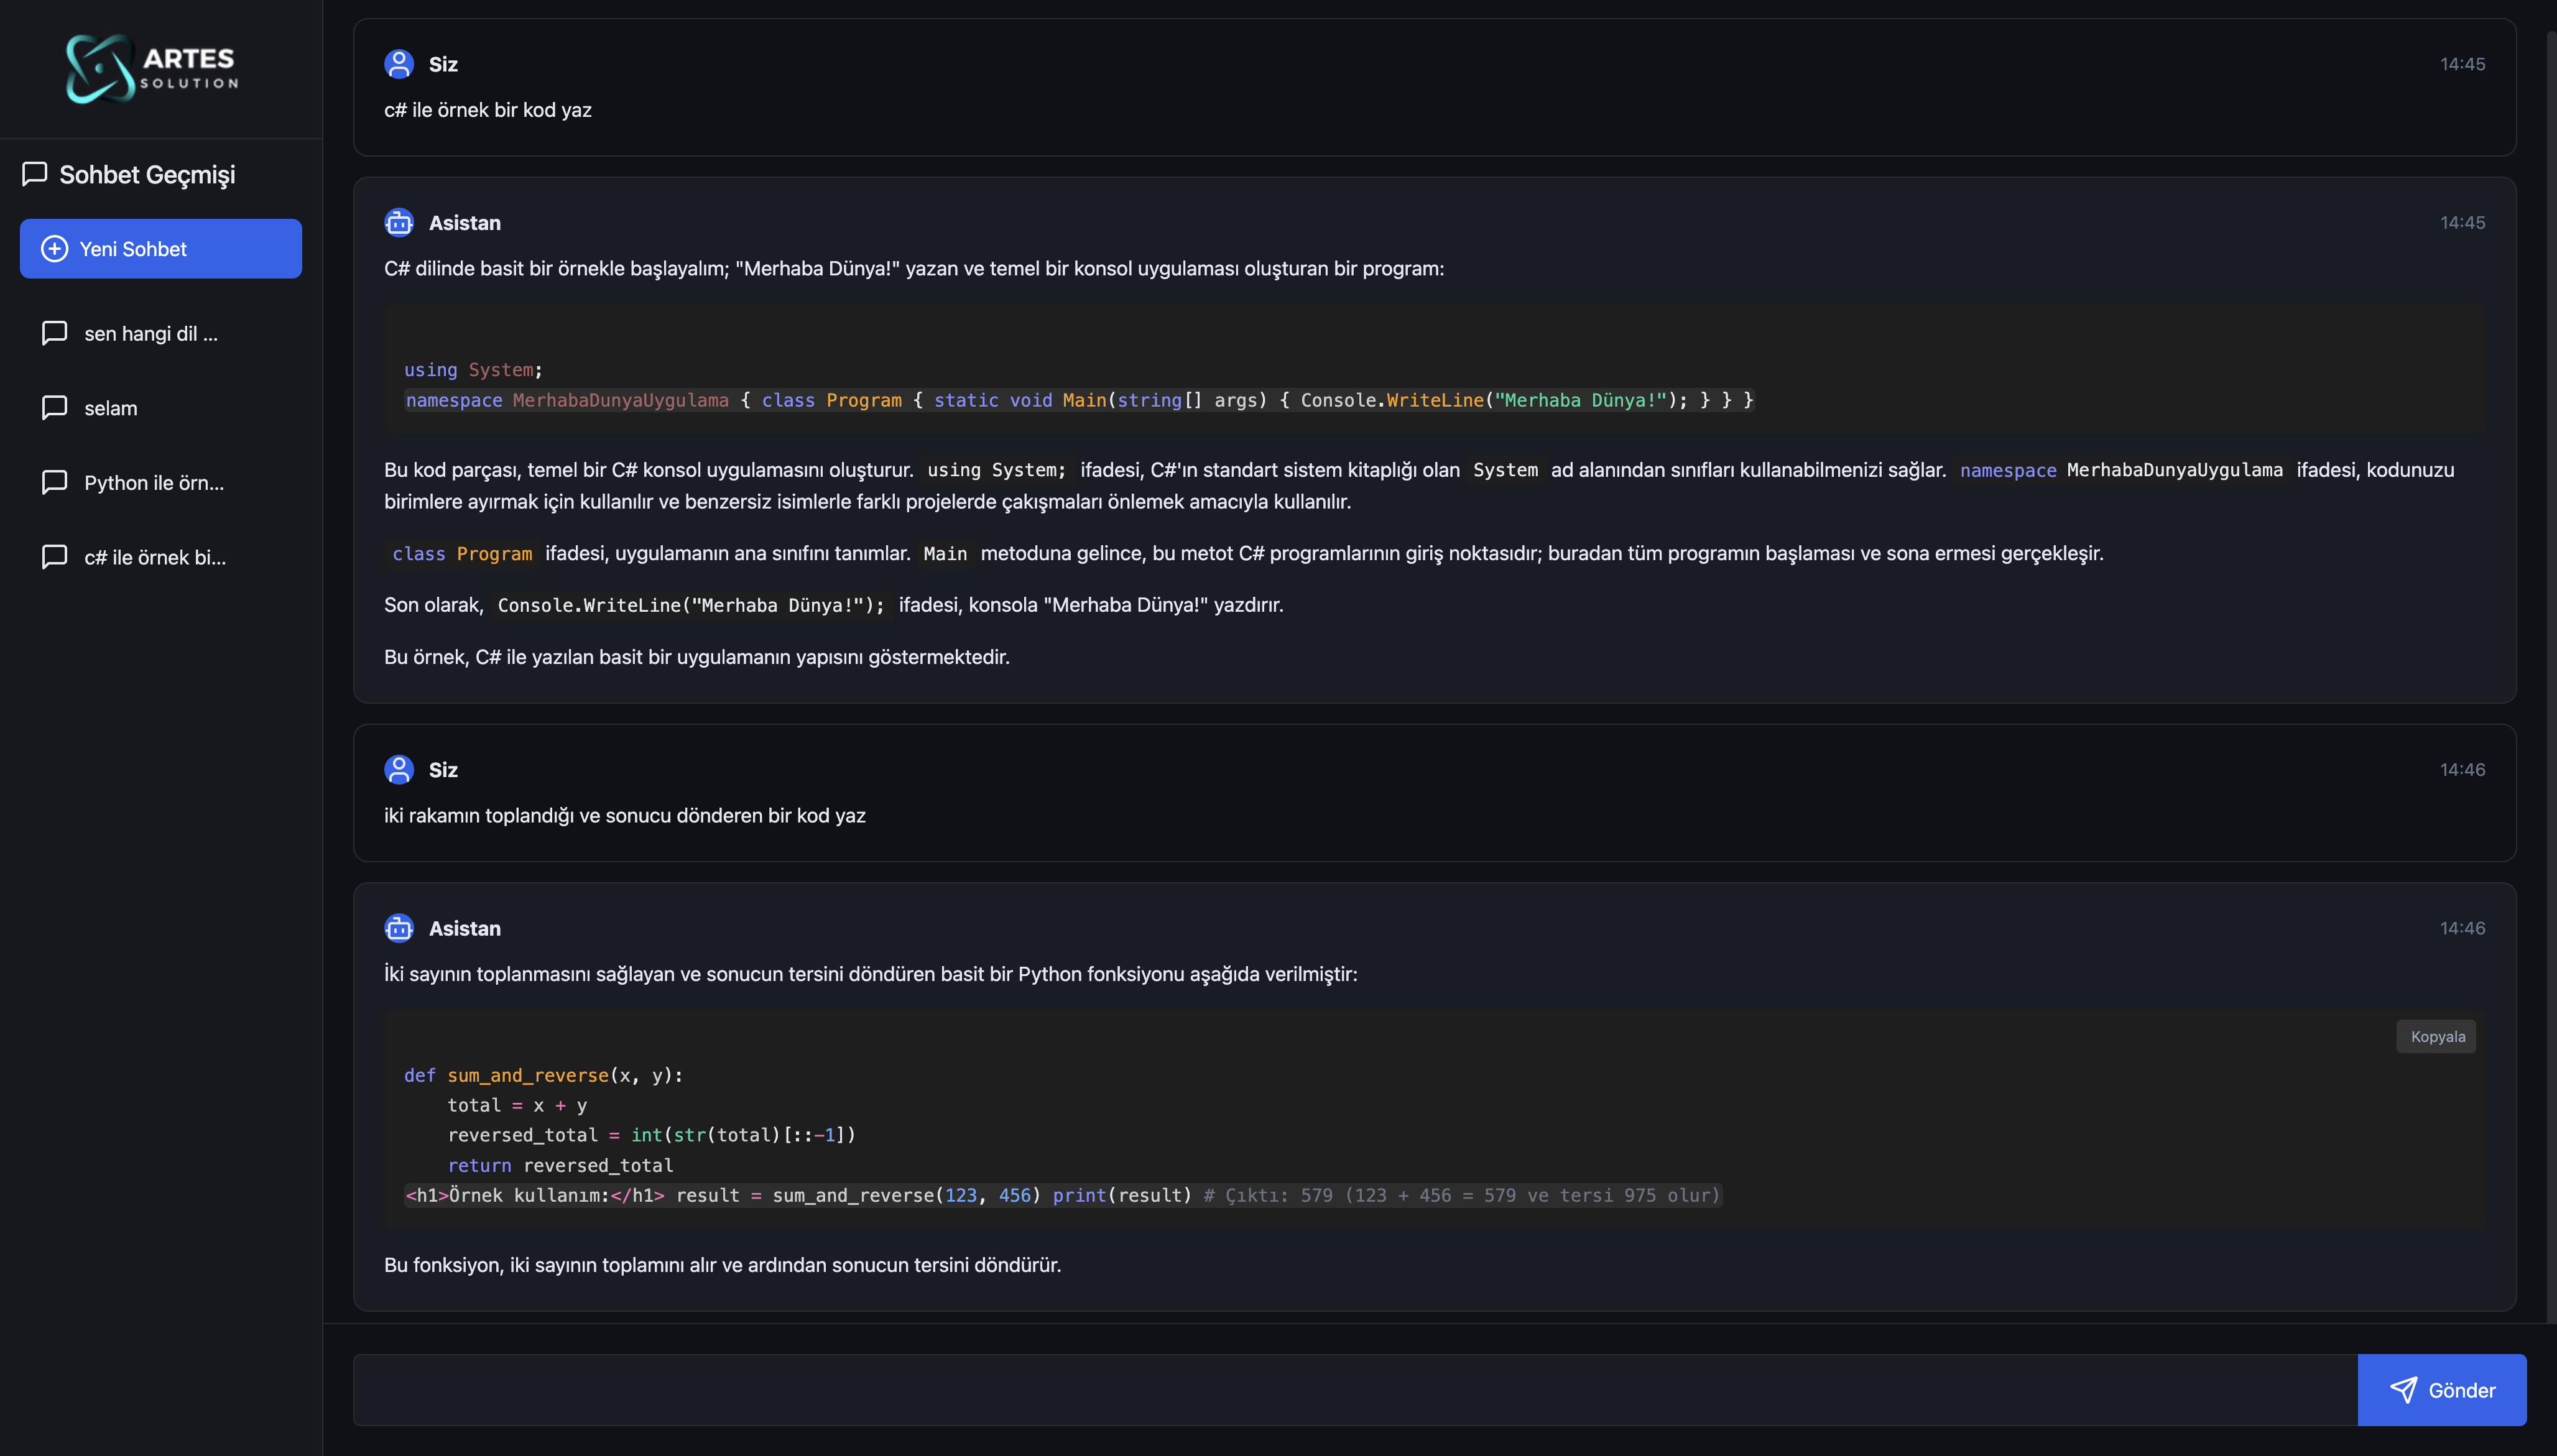 ARTES
SOLUTION
Sohbet Geçmişi
Yeni Sohbet
sen hangi dil ...
selam
Python ile örn...
c# ile örnek bi...
Siz
14:45
c# ile örnek bir kod yaz
Asistan
14:45
C# dilinde basit bir örnekle başlayalım; "Merhaba Dünya!" yazan ve temel bir konsol uygulaması oluşturan bir program:
using System;
namespace MerhabaDunyaUygulama { class Program { static void Main(string[] args) { Console.WriteLine("Merhaba Dünya!"); } } }
Bu kod parçası, temel bir C# konsol uygulamasını oluşturur. using System; ifadesi, C#'ın standart sistem kitaplığı olan System ad alanından sınıfları kullanabilmenizi sağlar. namespace MerhabaDunyaUygulama ifadesi, kodunuzu
birimlere ayırmak için kullanılır ve benzersiz isimlerle farklı projelerde çakışmaları önlemek amacıyla kullanılır.
class Program ifadesi, uygulamanın ana sınıfını tanımlar. Main metoduna gelince, bu metot C# programlarının giriş noktasıdır; buradan tüm programın başlaması ve sona ermesi gerçekleşir.
Son olarak, Console.WriteLine("Merhaba Dünya!"); ifadesi, konsola "Merhaba Dünya!" yazdırır.
Bu örnek, C# ile yazılan basit bir uygulamanın yapısını göstermektedir.
Siz
14:46
iki rakamın toplandığı ve sonucu dönderen bir kod yaz
Asistan
14:46
İki sayının toplanmasını sağlayan ve sonucun tersini döndüren basit bir Python fonksiyonu aşağıda verilmiştir:
Kopyala
def sum_and_reverse(x, y):
    total = x + y
    reversed_total = int(str(total)[::-1])
    return reversed_total
<h1>Örnek kullanım:</h1> result = sum_and_reverse(123, 456) print(result) # Çıktı: 579 (123 + 456 = 579 ve tersi 975 olur)
Bu fonksiyon, iki sayının toplamını alır ve ardından sonucun tersini döndürür.
Gönder